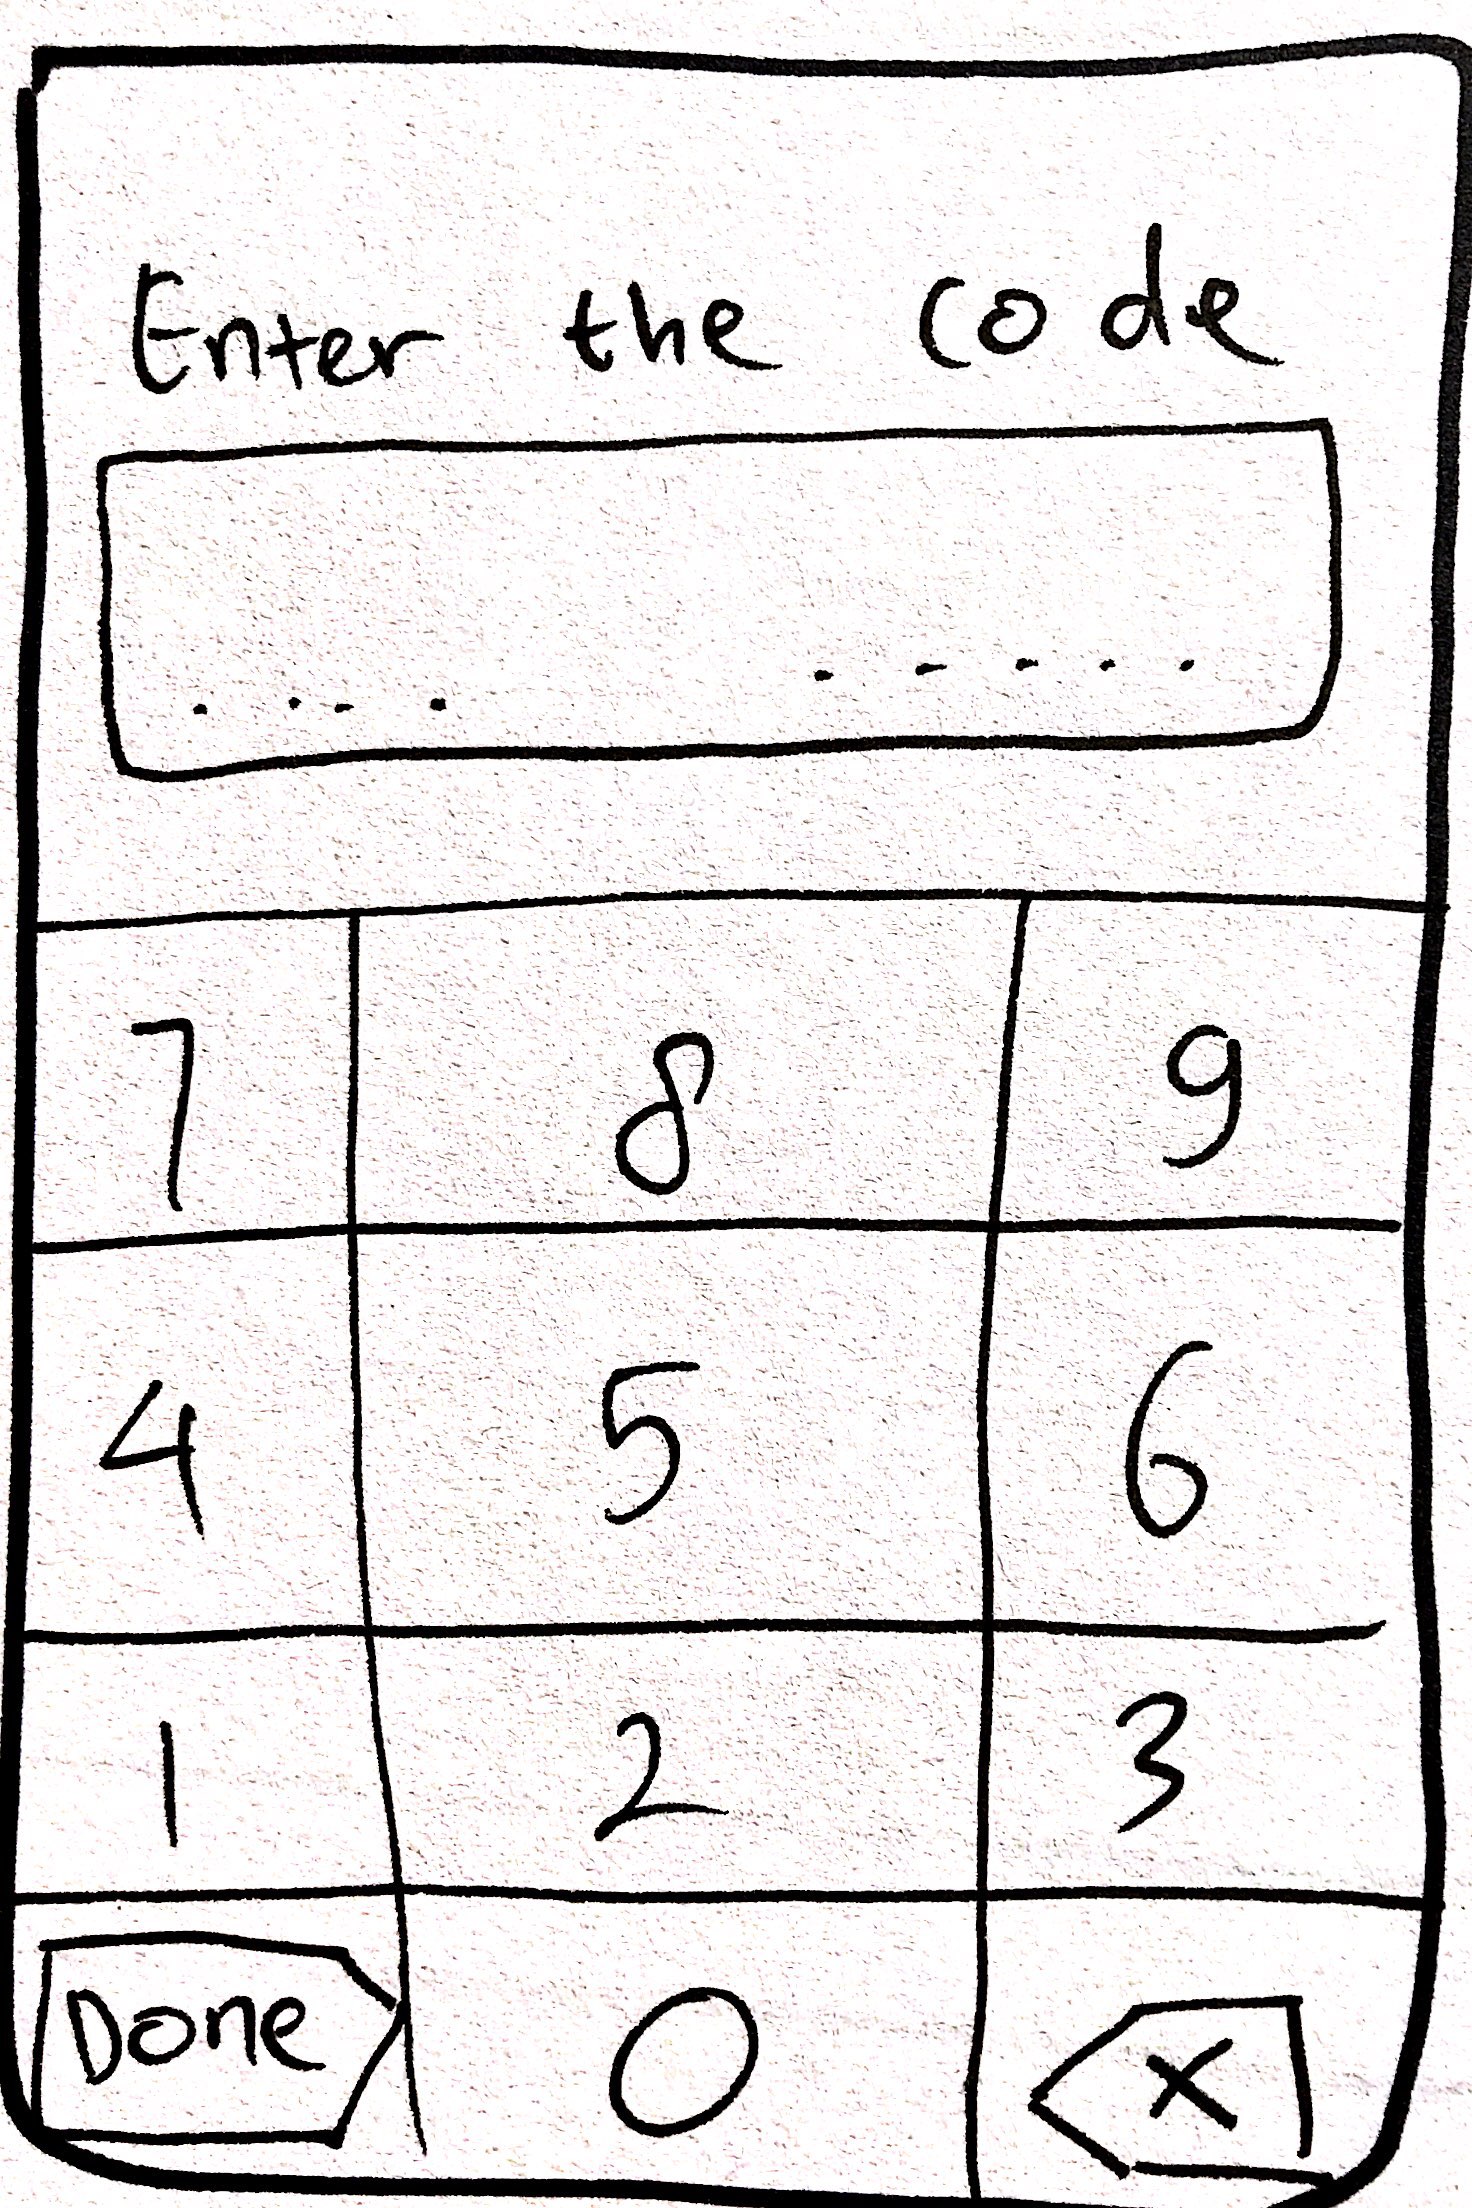 Enter the code
. . . . . - - . .
7 8 9
4 5 6
1 2 3
Done 0 X